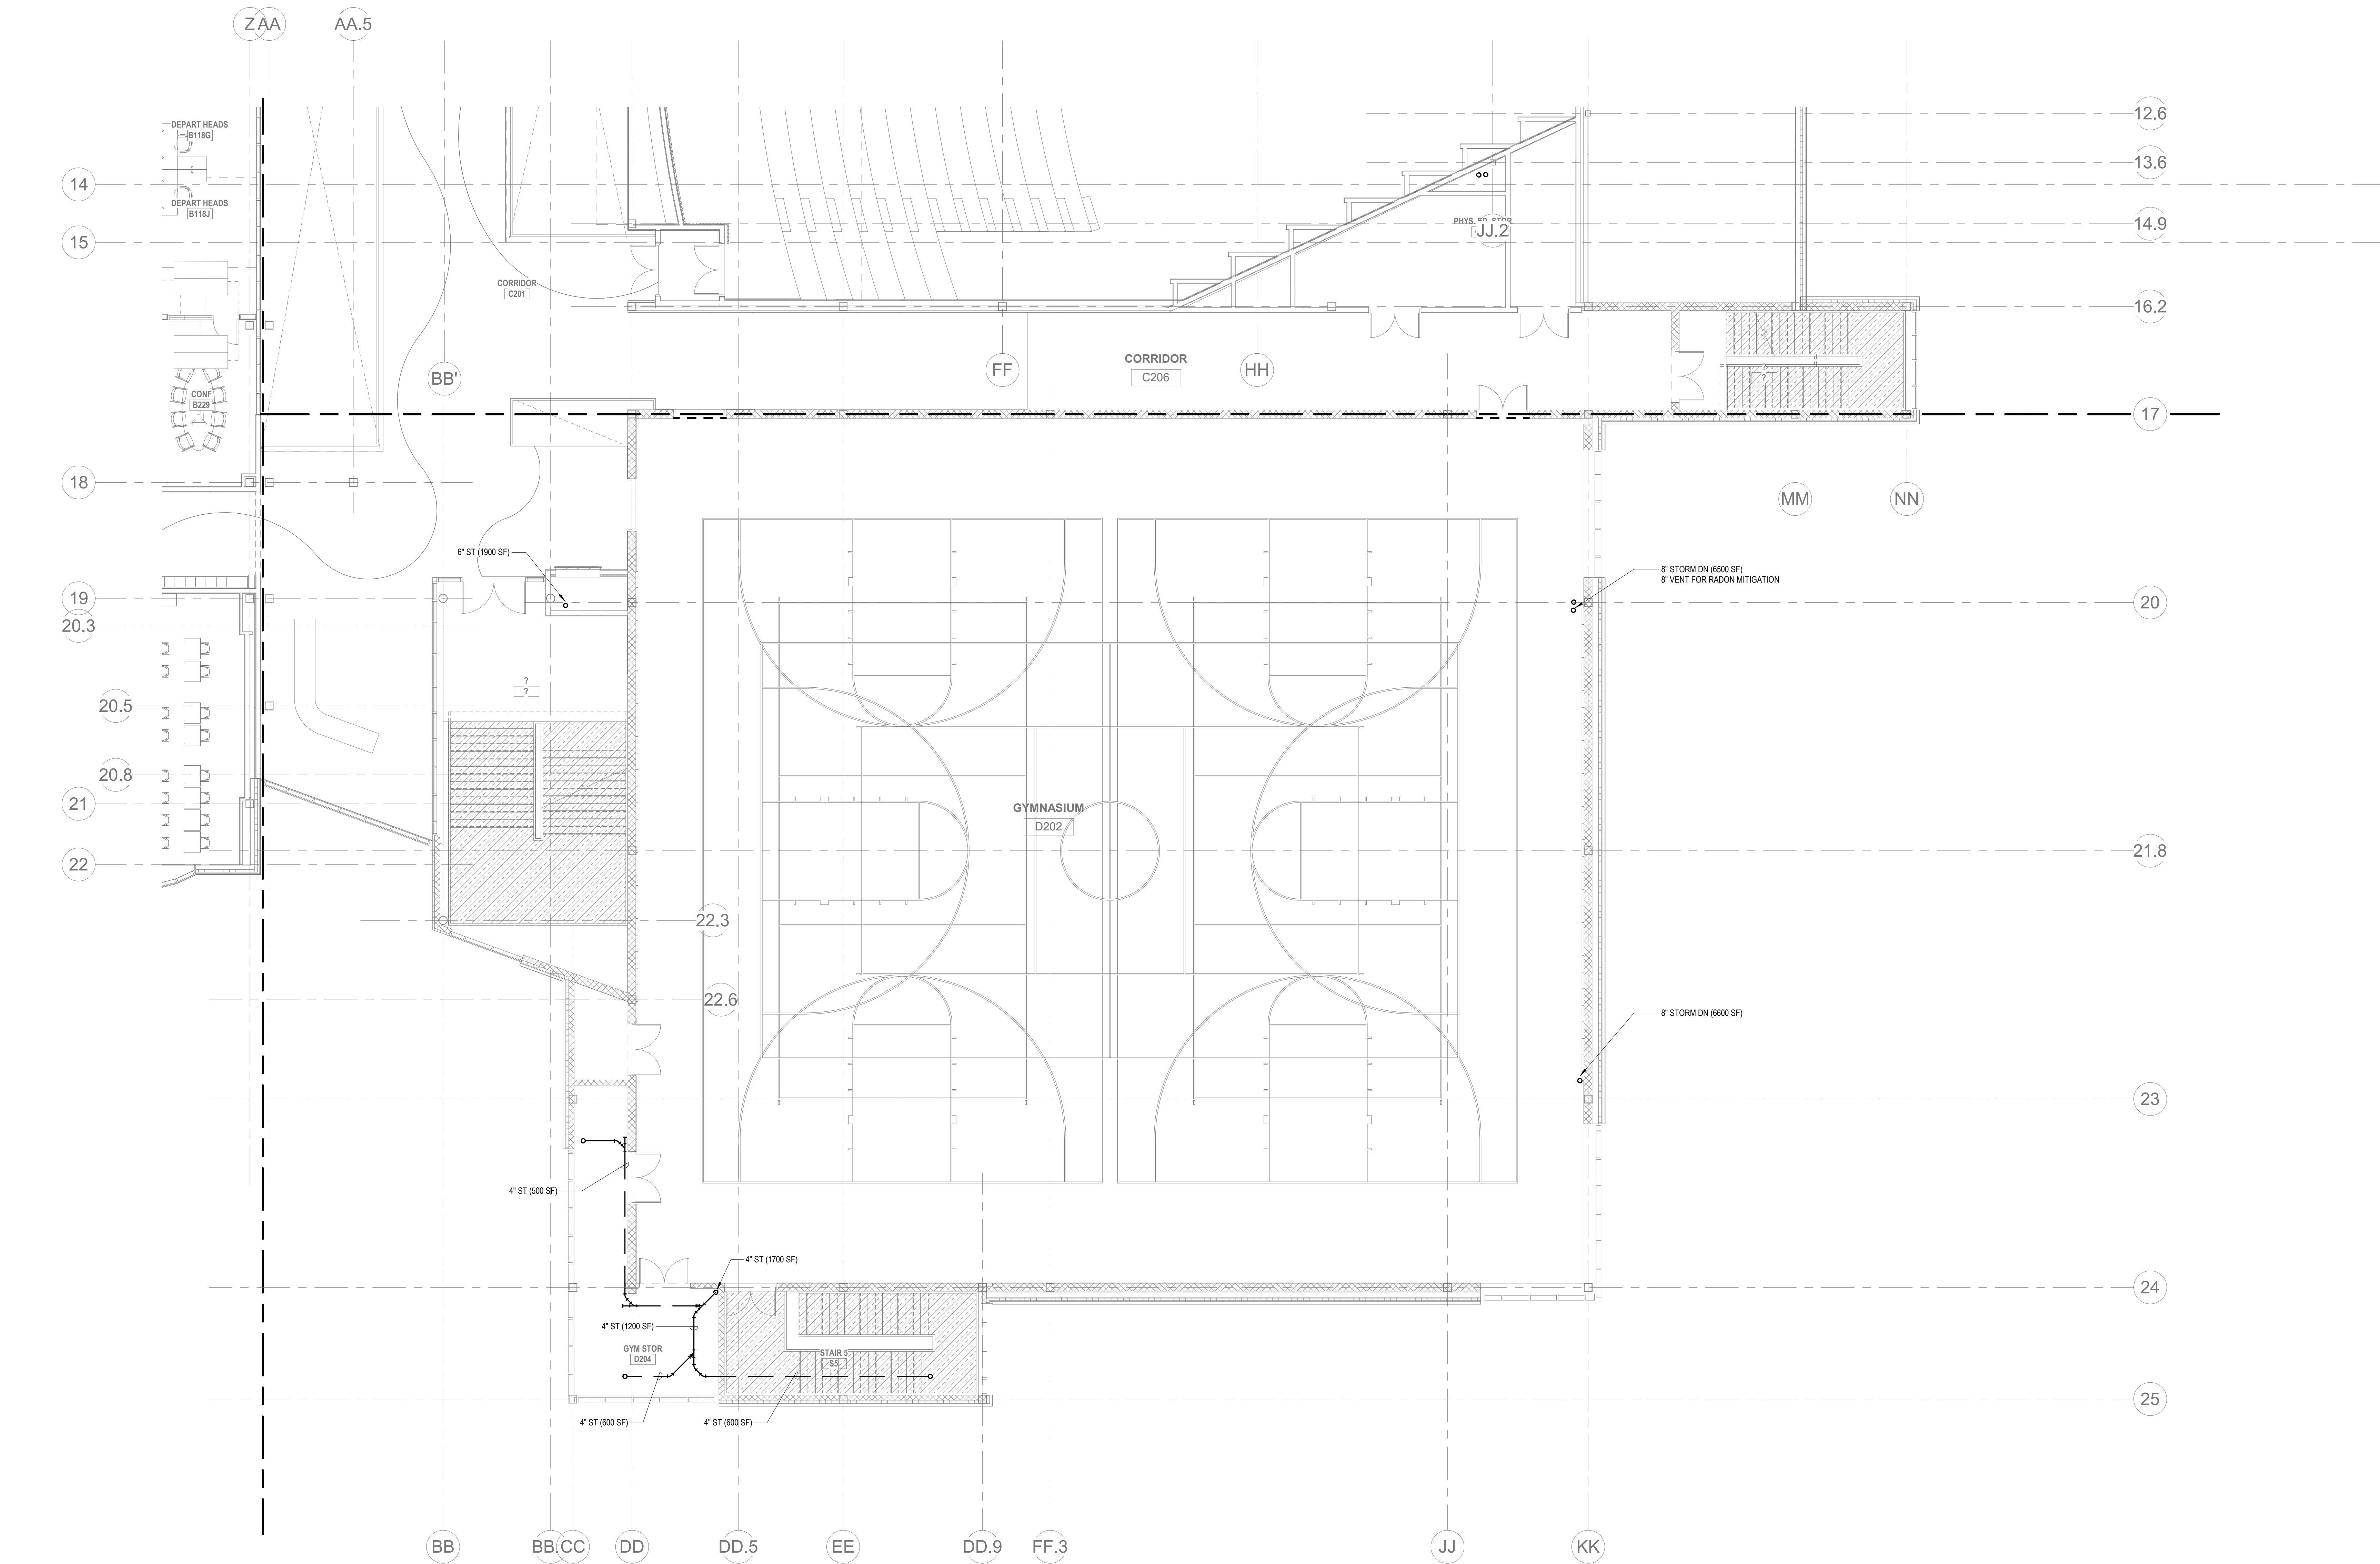 Z
AA
AA.5
12.6
DEPART HEADS
B118G
13.6
14
DEPART HEADS
B118J
PHYS. ED. STOR
JJ.2
14.9
15
CORRIDOR
C201
16.2
CORRIDOR
C206
BB'
FF
HH
?
?
CONF
B229
17
18
MM
NN
6" ST (1900 SF)
8" STORM DN (6500 SF)
8" VENT FOR RADON MITIGATION
19
20
20.3
?
?
20.5
20.8
21
GYMNASIUM
D202
22
21.8
22.3
22.6
8" STORM DN (6600 SF)
23
4" ST (500 SF)
4" ST (1700 SF)
24
4" ST (1200 SF)
GYM STOR
D204
STAIR 5
S5
25
4" ST (600 SF)
4" ST (600 SF)
BB
BB.
CC
DD
DD.5
EE
DD.9
FF.3
JJ
KK